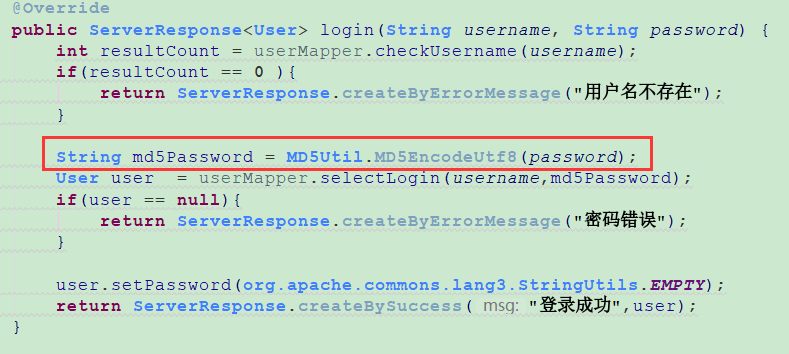 @Override
public ServerResponse<User> login(String username, String password) {
    int resultCount = userMapper.checkUsername(username);
    if(resultCount == 0 ){
        return ServerResponse.createByErrorMessage("用户名不存在");
    }

    String md5Password = MD5Util.MD5EncodeUtf8(password);
    User user  = userMapper.selectLogin(username,md5Password);
    if(user == null){
        return ServerResponse.createByErrorMessage("密码错误");
    }

    user.setPassword(org.apache.commons.lang3.StringUtils.EMPTY);
    return ServerResponse.createBySuccess( msg: "登录成功",user);
}